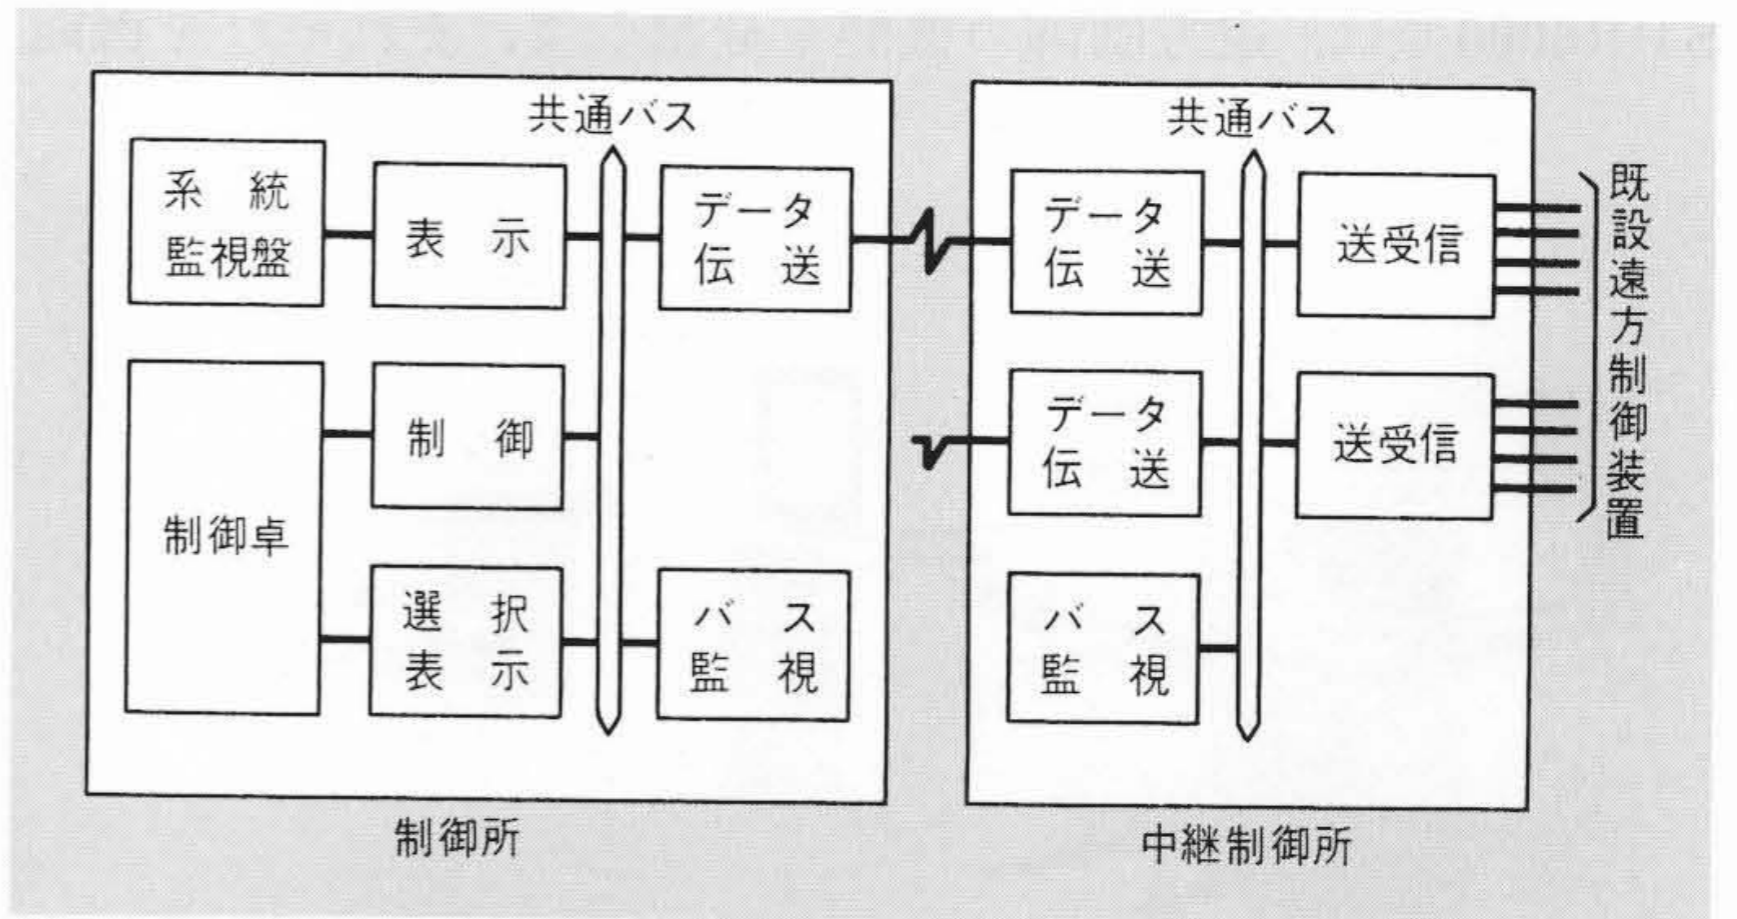 共通バス
系 統
監視盤
表 示
データ
伝 送
制御卓
制 御
選 択
表 示
バ ス
監 視
制御所
共通バス
データ
伝 送
送受信
データ
伝 送
送受信
バ ス
監 視
既設遠方制御装置
中継制御所